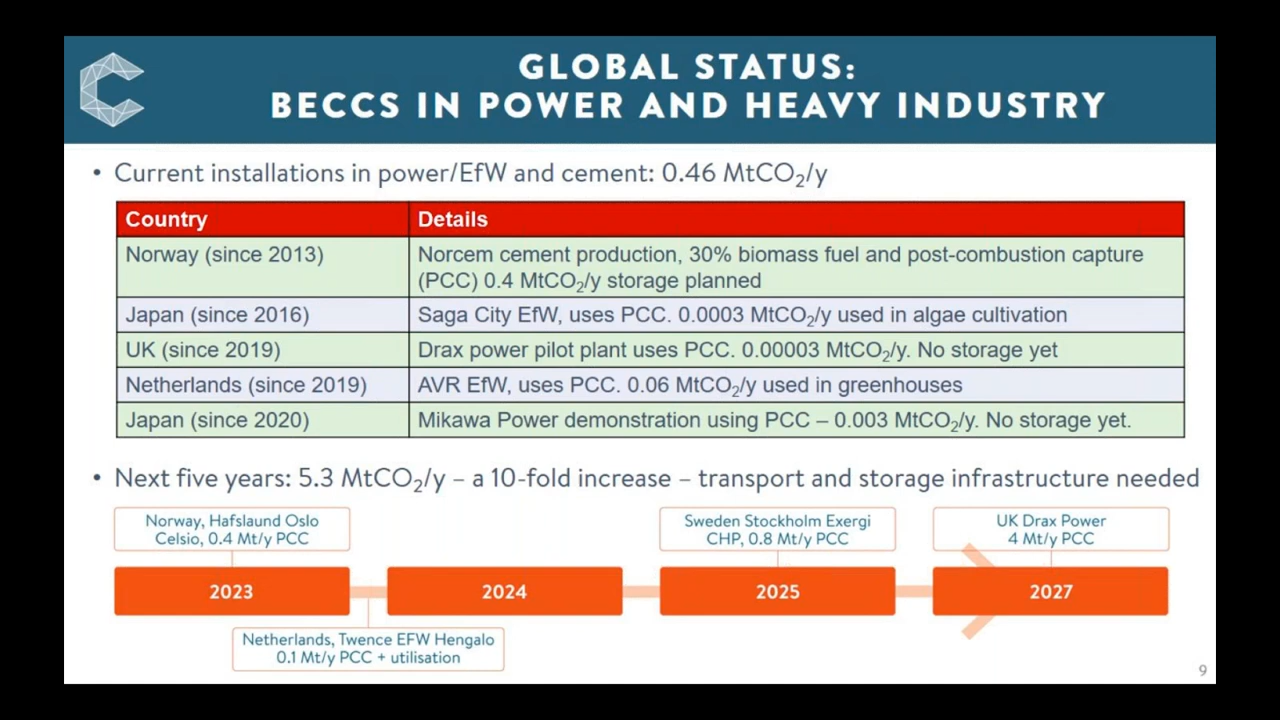 GLOBAL STATUS:
BECCS IN POWER AND HEAVY INDUSTRY
• Current installations in power/EfW and cement: 0.46 MtCO₂/y
Country Details
Norway (since 2013) Norcem cement production, 30% biomass fuel and post-combustion capture
(PCC) 0.4 MtCO₂/y storage planned
Japan (since 2016) Saga City EfW, uses PCC. 0.0003 MtCO₂/y used in algae cultivation
UK (since 2019) Drax power pilot plant uses PCC. 0.00003 MtCO₂/y. No storage yet
Netherlands (since 2019) AVR EfW, uses PCC. 0.06 MtCO₂/y used in greenhouses
Japan (since 2020) Mikawa Power demonstration using PCC – 0.003 MtCO₂/y. No storage yet.
• Next five years: 5.3 MtCO₂/y – a 10-fold increase – transport and storage infrastructure needed
Norway, Hafslaund Oslo
Celsio, 0.4 Mt/y PCC
Sweden Stockholm Exergi
CHP, 0.8 Mt/y PCC
UK Drax Power
4 Mt/y PCC
2023 2024 2025 2027
Netherlands, Twence EFW Hengalo
0.1 Mt/y PCC + utilisation
9